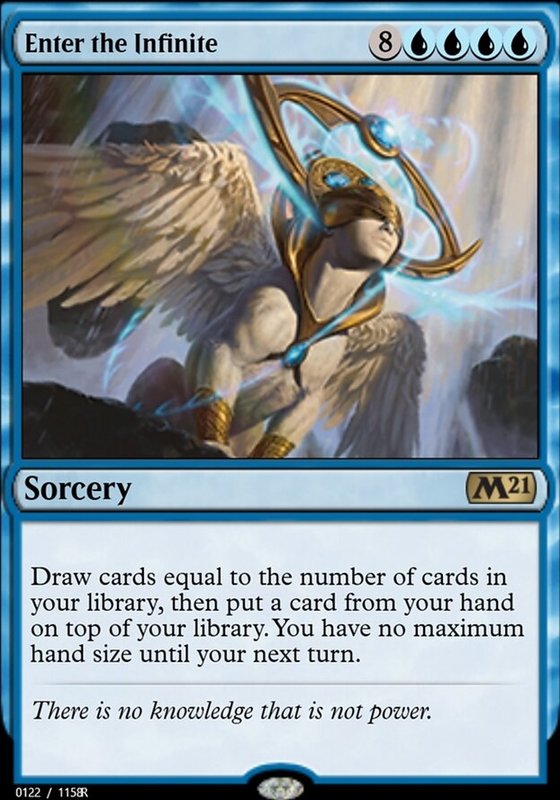 Enter the Infinite 8
Sorcery M21
Draw cards equal to the number of cards in
your library, then put a card from your hand
on top of your library. You have no maximum
hand size until your next turn.
There is no knowledge that is not power.
0122 / 1158R